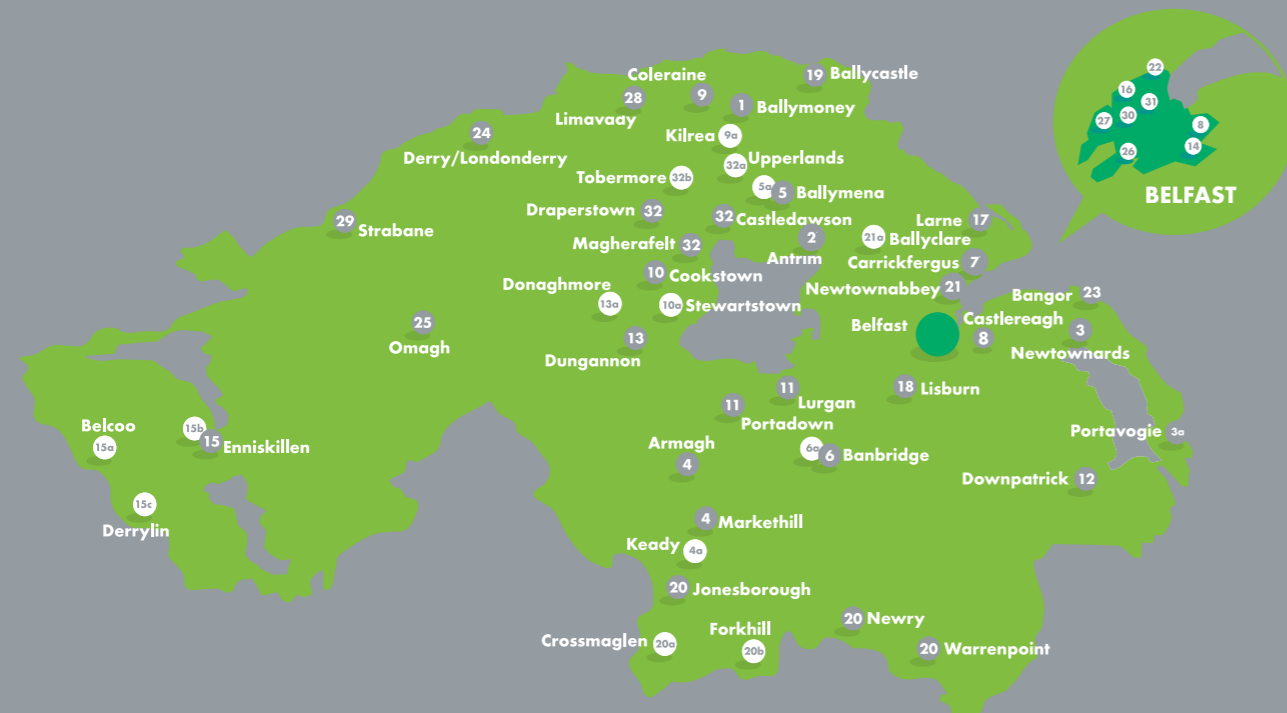 22
16
31
27
30
8
14
26
BELFAST
19 Ballycastle
Coleraine
9
28
Limavady
1 Ballymoney
24
Derry/Londonderry
Kilrea 9a
32a Upperlands
Tobermore 32b
5a 5 Ballymena
Draperstown 32
32 Castledawson
29 Strabane
Larne 17
2
Antrim
21a Ballyclare
Magherafelt 32
Carrickfergus 7
10 Cookstown
Donaghmore
13a
10a Stewartstown
Newtownabbey 21
Bangor 23
Belfast
Castlereagh
8
3
Newtownards
25
Omagh
13
Dungannon
18 Lisburn
11
Lurgan
11
Portadown
Belcoo
15a
15b
15 Enniskillen
Portavogie 3a
Armagh
4
6a 6 Banbridge
Downpatrick 12
15c
Derrylin
4 Markethill
Keady 4a
20 Jonesborough
20 Newry
Crossmaglen 20a
Forkhill
20b
20 Warrenpoint